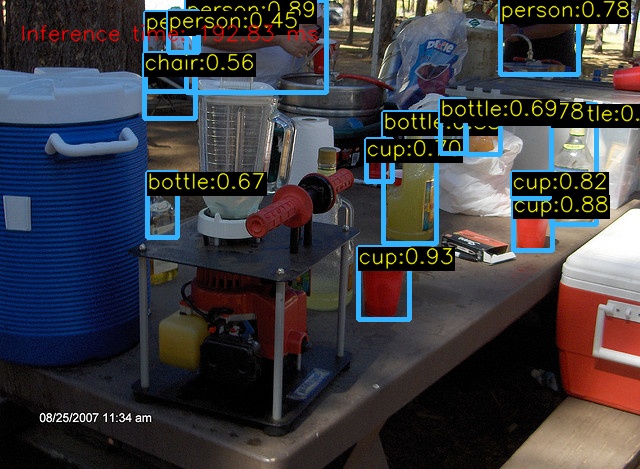 person:0.89
pe person:0.45
person:0.78
Inference time: 192.83 ms
chair:0.56
bottle:0.69 78 tle:0.
bottle
cup:0.70
bottle:0.67
cup:0.82
cup:0.88
cup:0.93
08/25/2007 11:34 am